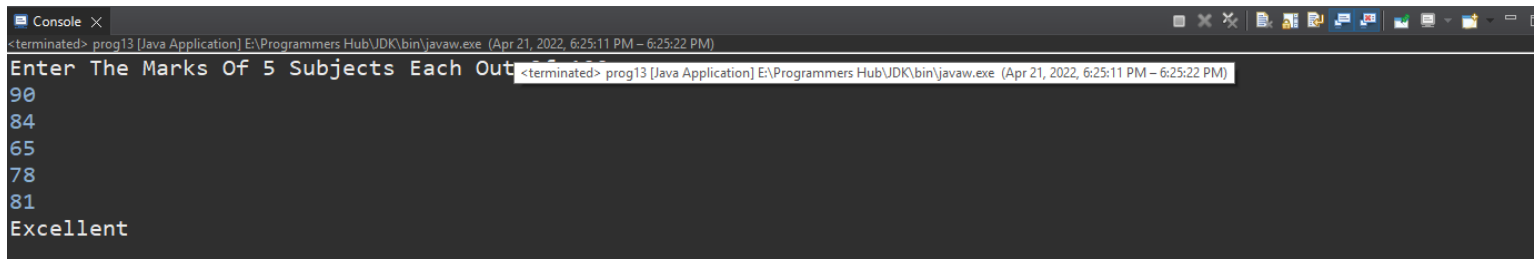 Console
<terminated> prog13 [Java Application] E:\Programmers Hub\JDK\bin\javaw.exe (Apr 21, 2022, 6:25:11 PM – 6:25:22 PM)
Enter The Marks Of 5 Subjects Each Out
<terminated> prog13 [Java Application] E:\Programmers Hub\JDK\bin\javaw.exe (Apr 21, 2022, 6:25:11 PM – 6:25:22 PM)
90
84
65
78
81
Excellent